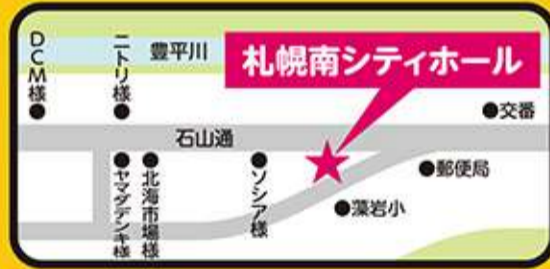 札幌南シティホール
DCM様
ニトリ様
豊平川
交番
石山通
ヤマダデンキ様
北海市場様
ソシア様
郵便局
藻岩小